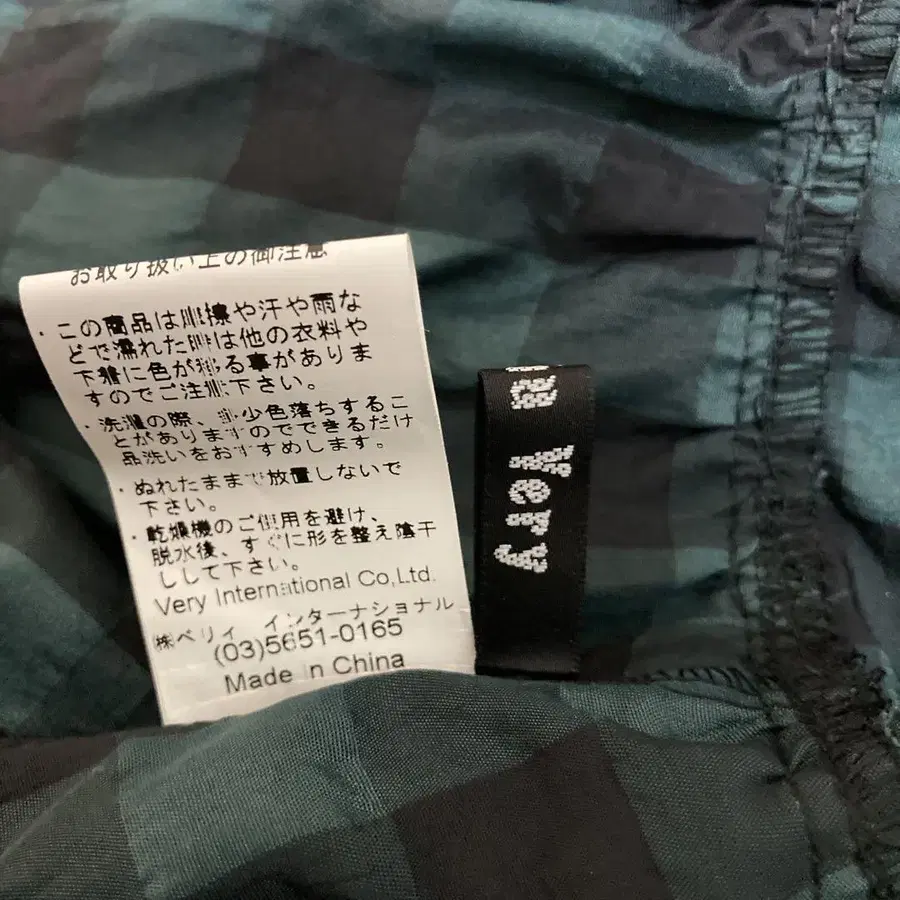 お取り扱い上の御注意
・この商品は摩擦や汗や雨な
どで濡れた時は他の衣料や
下着に色が移る事がありま
すのでご注意下さい。
・洗濯の際、多少色落ちするこ
とがありますのでできるだけ
品洗いをおすすめします。
・ぬれたままで放置しないで
下さい。
・乾燥機のご使用を避け、
脱水後、すぐに形を整え陰干
しして下さい。
Very International Co,Ltd.
㈱ベリィ インターナショナル
(03)5651-0165
Made in China
Very